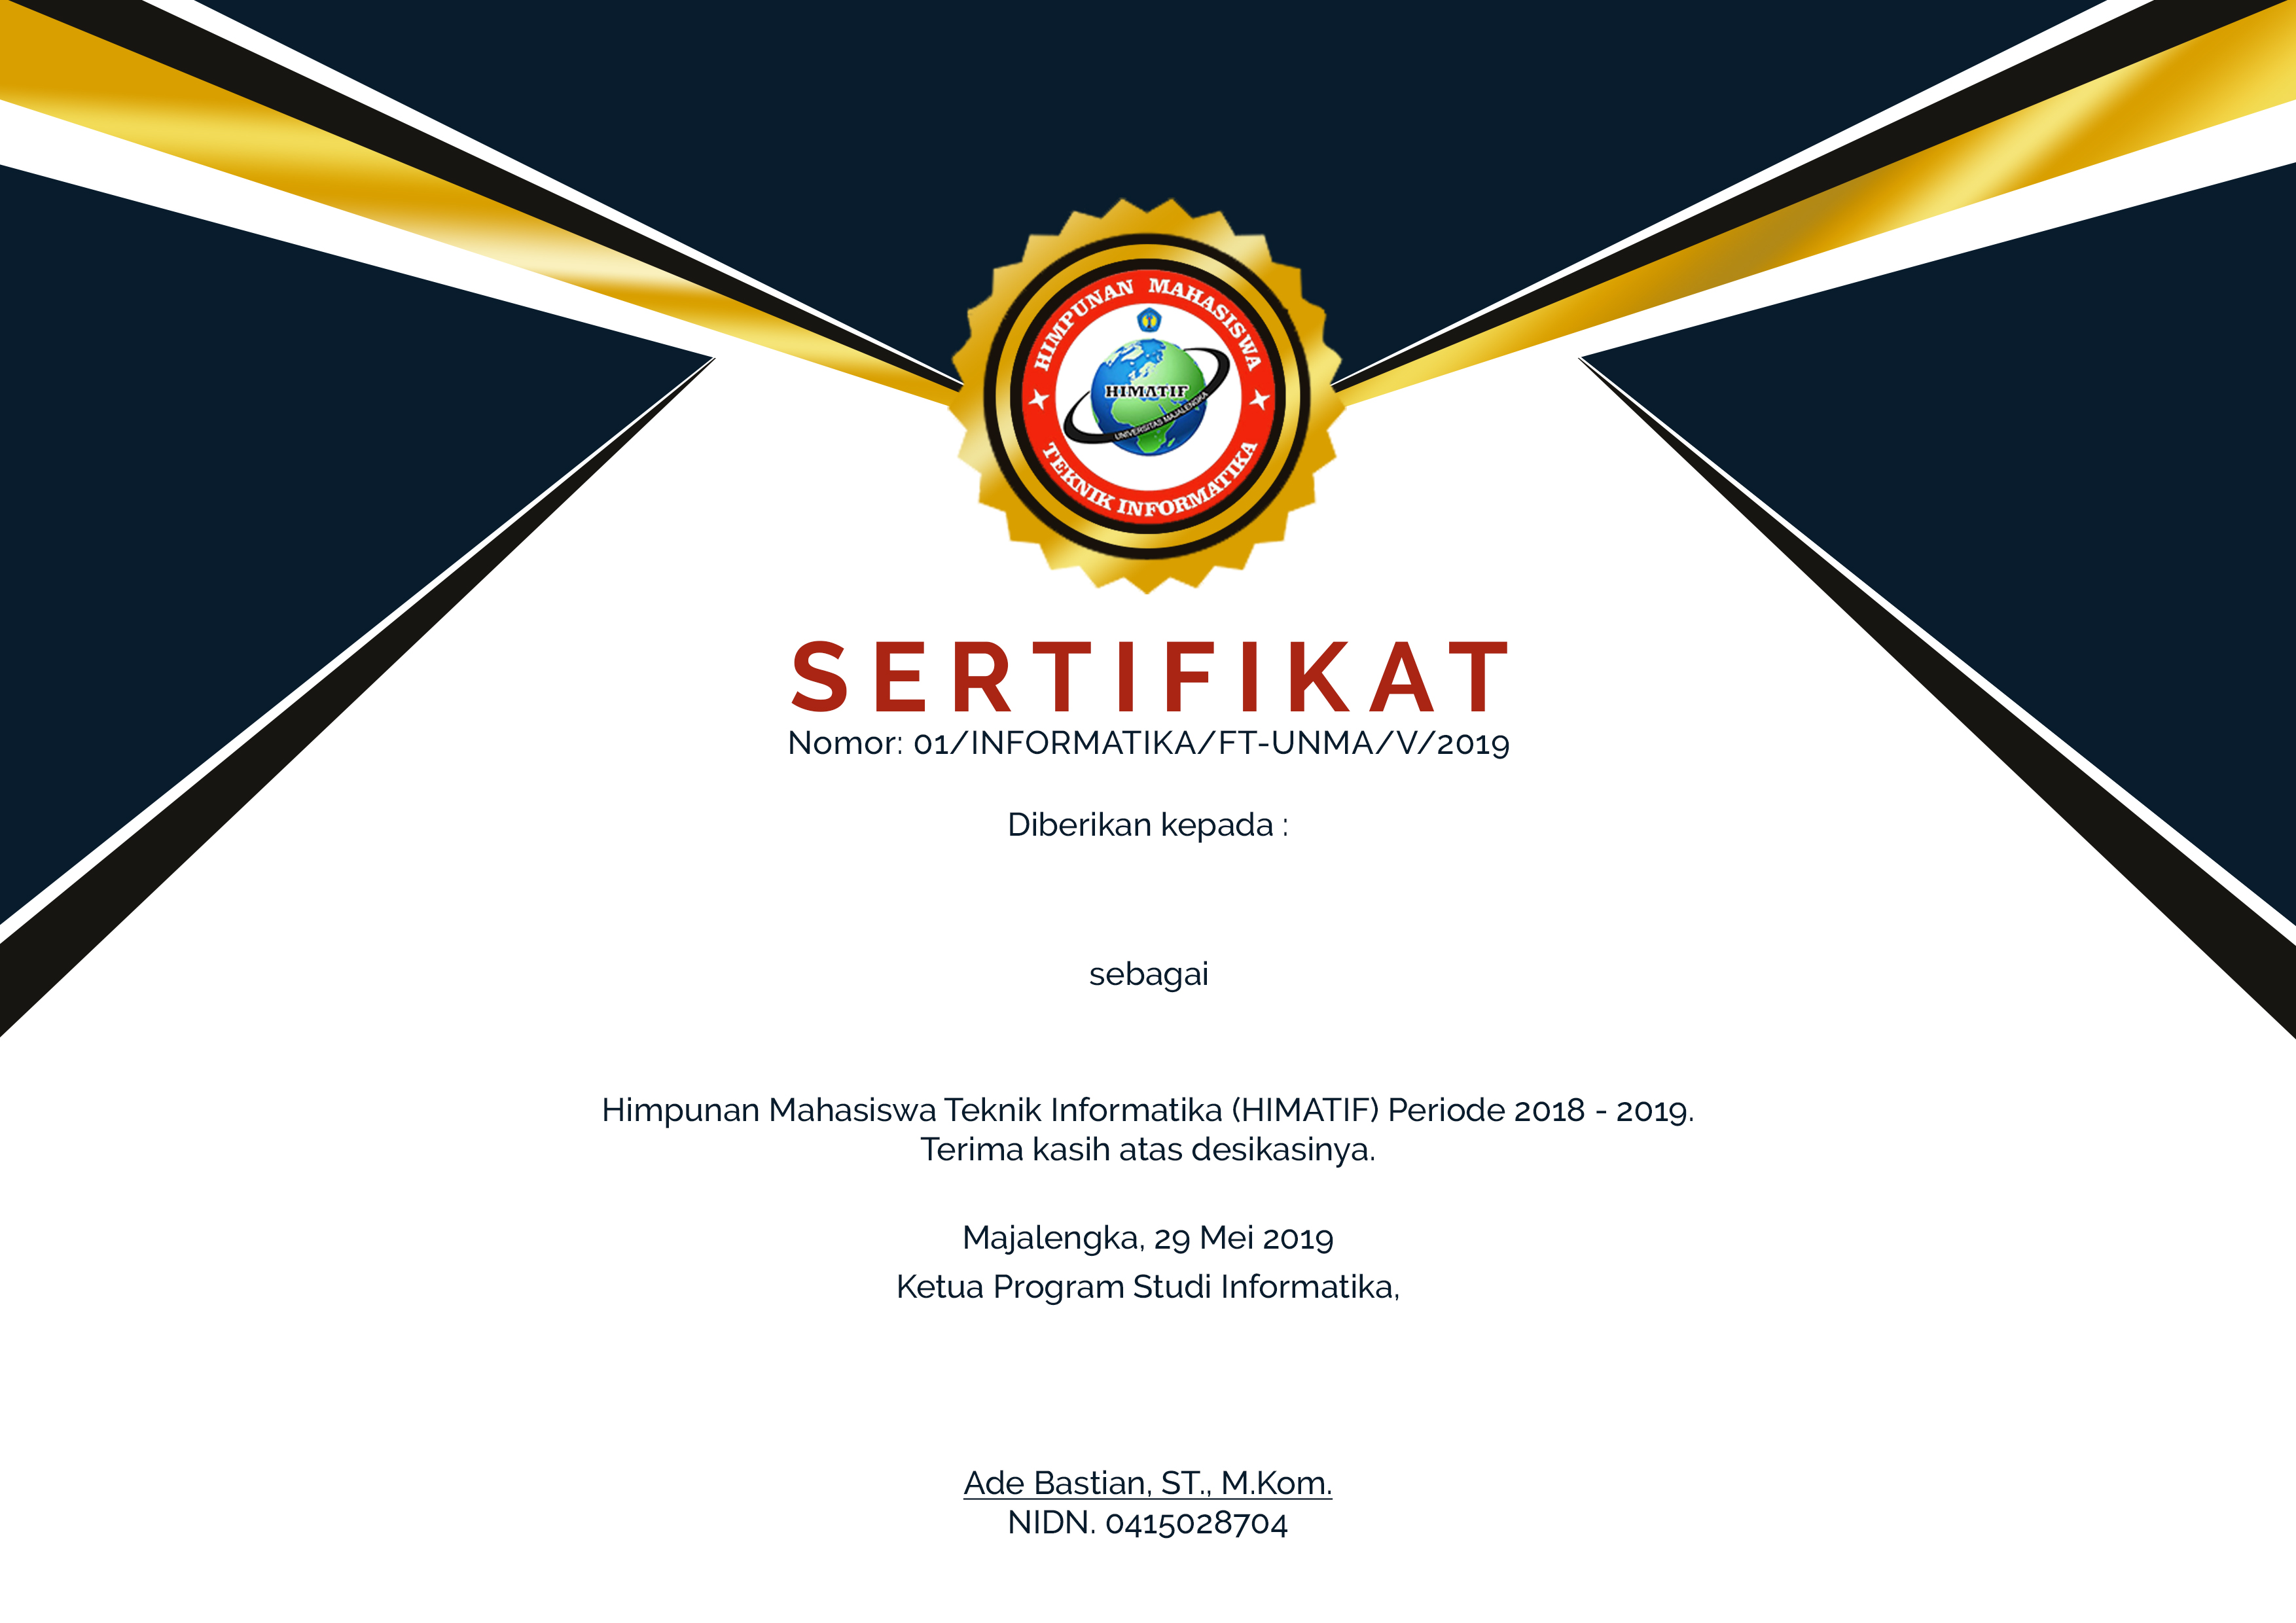 HIMPUNAN MAHASISWA
HIMATIF
UNIVERSITAS MAJALENGKA
TEKNIK INFORMATIKA
SERTIFIKAT
Nomor: 01/INFORMATIKA/FT-UNMA/V/2019
Diberikan kepada :
sebagai
Himpunan Mahasiswa Teknik Informatika (HIMATIF) Periode 2018 - 2019.
Terima kasih atas desikasinya.
Majalengka, 29 Mei 2019
Ketua Program Studi Informatika,
Ade Bastian, ST., M.Kom.
NIDN. 0415028704